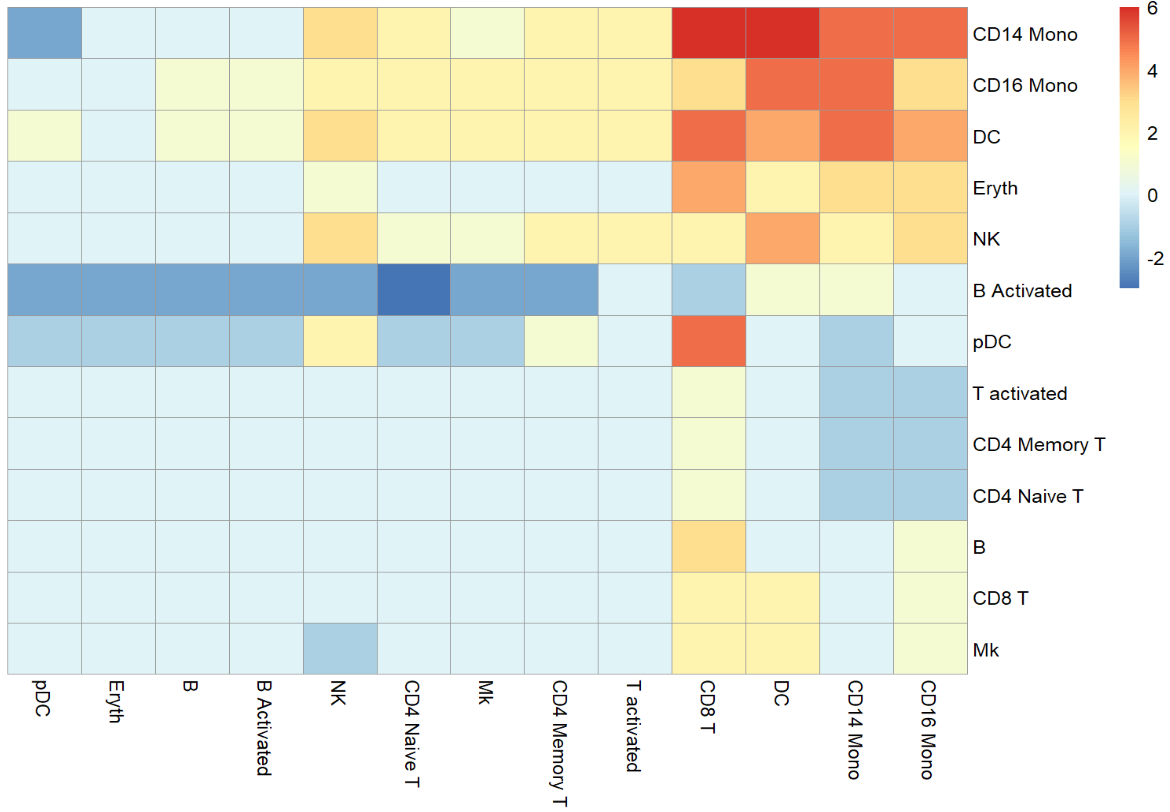 6
CD14 Mono
4
CD16 Mono
2
DC
0
Eryth
-2
NK
B Activated
pDC
T activated
CD4 Memory T
CD4 Naive T
B
CD8 T
Mk
pDC
Eryth
B
B Activated
NK
CD4 Naive T
Mk
CD4 Memory T
T activated
CD8 T
DC
CD14 Mono
CD16 Mono